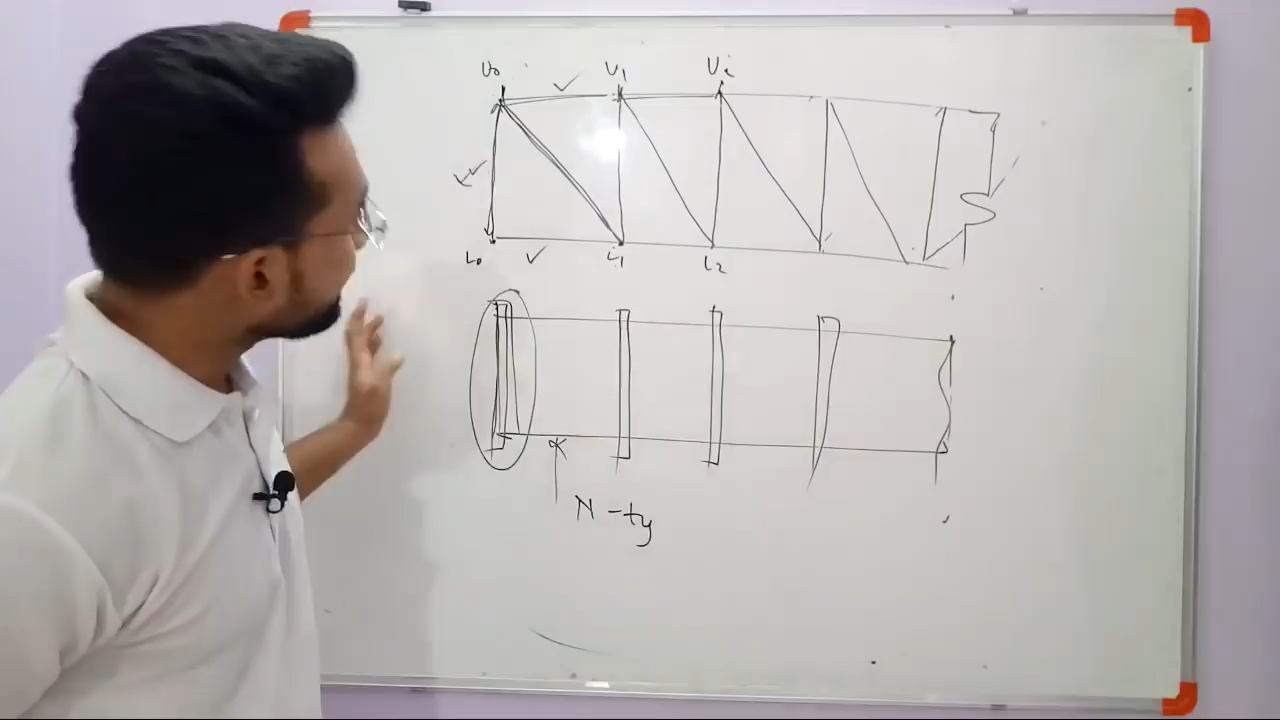 U₀ U₁ U₂
L₀ L₁ L₂
N - ty